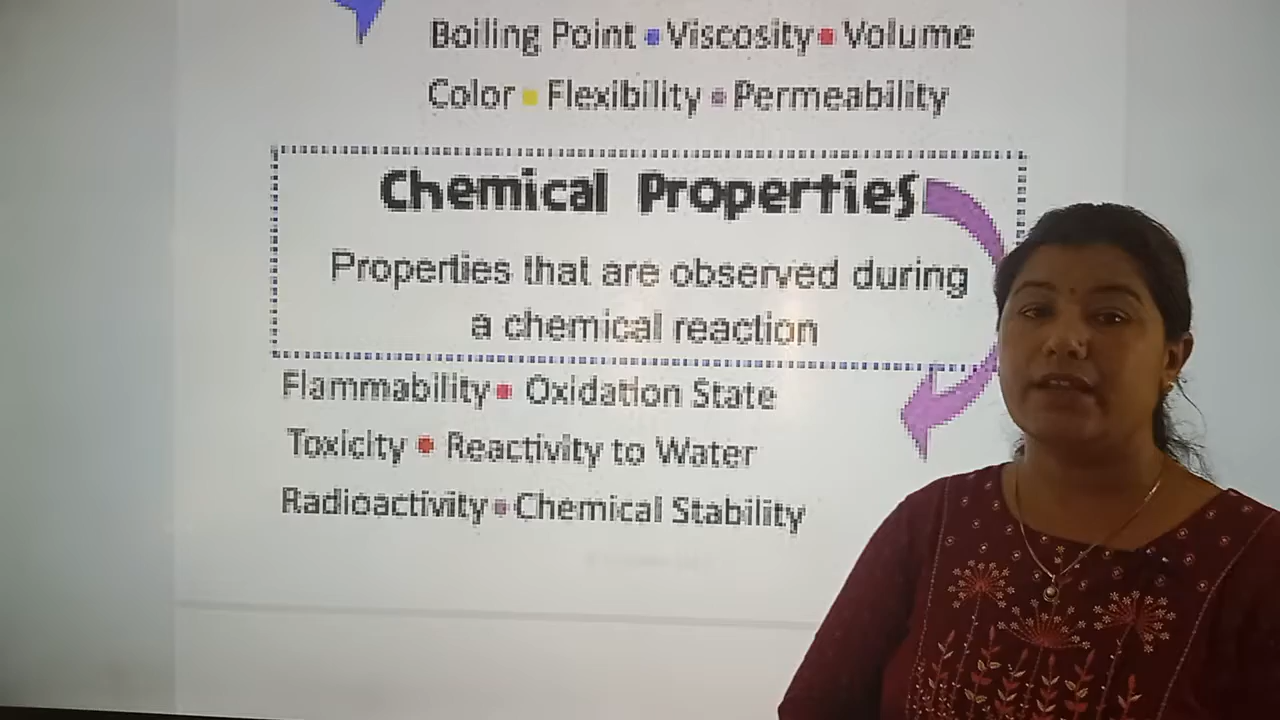 Boiling Point • Viscosity • Volume
Color • Flexibility • Permeability
Chemical Properties
Properties that are observed during
a chemical reaction
Flammability • Oxidation State
Toxicity • Reactivity to Water
Radioactivity • Chemical Stability